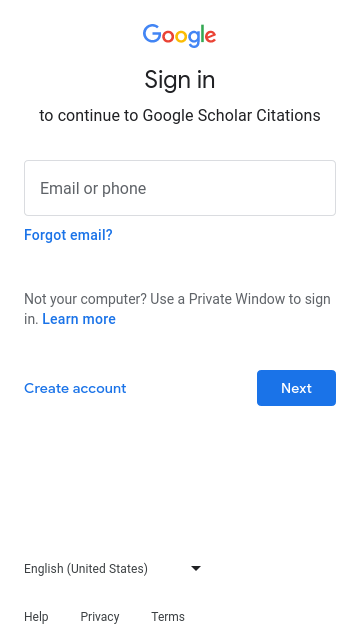 Google
Sign in
to continue to Google Scholar Citations
Email or phone
Forgot email?
Not your computer? Use a Private Window to sign
in. Learn more
Create account
Next
English (United States)
Help Privacy Terms